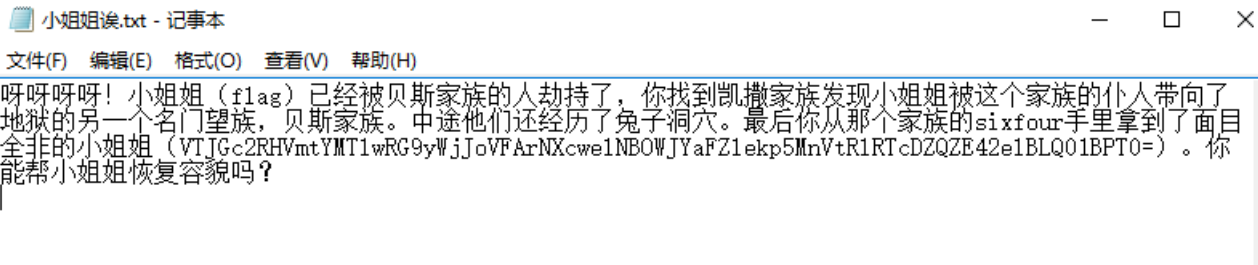 小姐姐诶.txt - 记事本
文件(F) 编辑(E) 格式(O) 查看(V) 帮助(H)
呀呀呀呀！小姐姐（flag）已经被贝斯家族的人劫持了，你找到凯撒家族发现小姐姐被这个家族的仆人带向了
地狱的另一个名门望族，贝斯家族。中途他们还经历了兔子洞穴。最后你从那个家族的sixfour手里拿到了面目
全非的小姐姐（VTJGc2RHVmtYMT1wRG9yWjJoVFArNXcwe1NBOWJYaFZ1ekp5MnVtR1RTcDZQZE42e1BLQ01BPT0=）。你
能帮小姐姐恢复容貌吗？